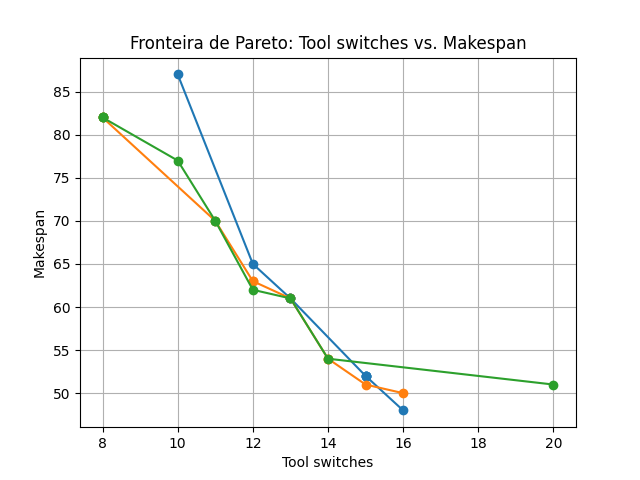 Fronteira de Pareto: Tool switches vs. Makespan
85
80
75
70
65
60
55
50
Makespan
8 10 12 14 16 18 20
Tool switches